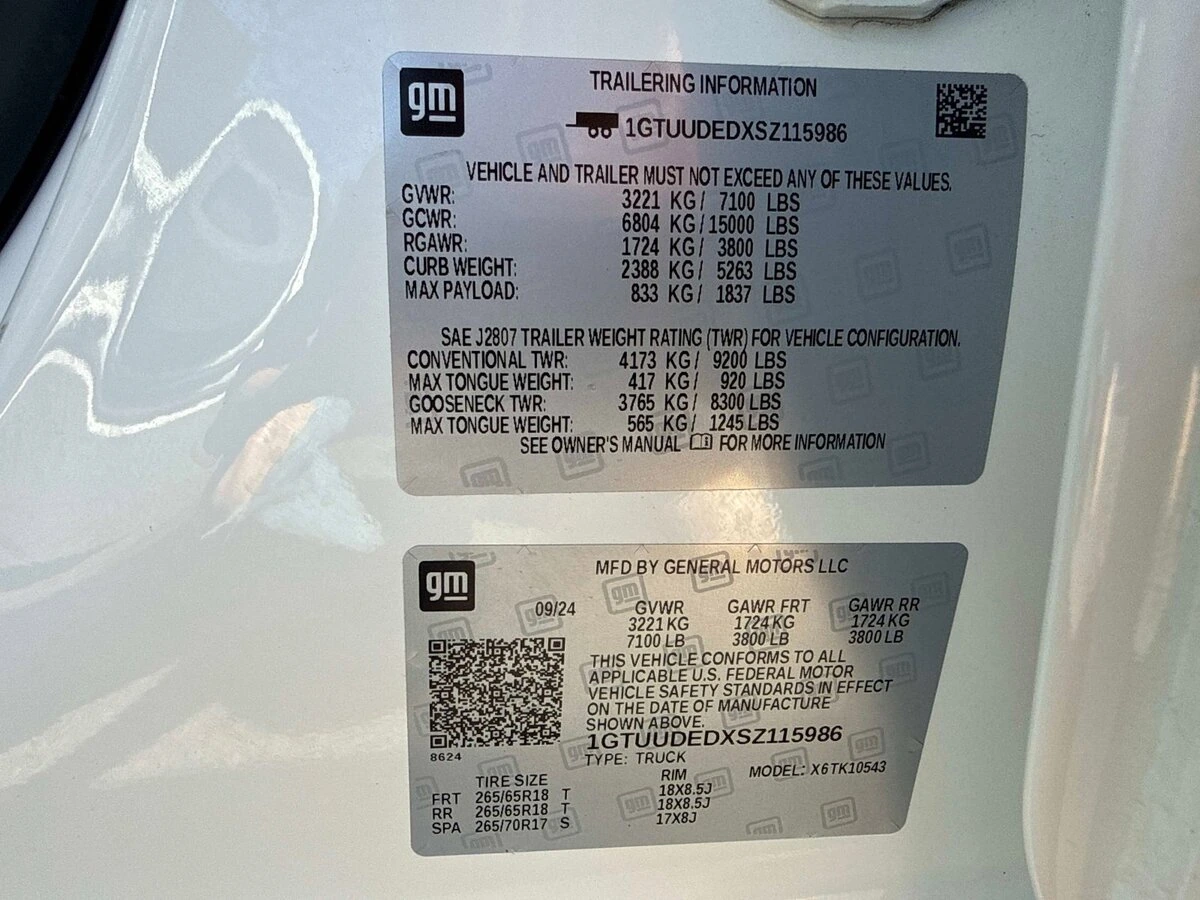 gm
TRAILERING INFORMATION
1GTUUDEDXSZ115986
VEHICLE AND TRAILER MUST NOT EXCEED ANY OF THESE VALUES.
GVWR: 3221 KG/ 7100 LBS
GCWR: 6804 KG/15000 LBS
RGAWR: 1724 KG/ 3800 LBS
CURB WEIGHT: 2388 KG/ 5263 LBS
MAX PAYLOAD: 833 KG/ 1837 LBS
SAE J2807 TRAILER WEIGHT RATING (TWR) FOR VEHICLE CONFIGURATION.
CONVENTIONAL TWR: 4173 KG/ 9200 LBS
MAX TONGUE WEIGHT: 417 KG/ 920 LBS
GOOSENECK TWR: 3765 KG/ 8300 LBS
MAX TONGUE WEIGHT: 565 KG/ 1245 LBS
SEE OWNER'S MANUAL FOR MORE INFORMATION
gm
MFD BY GENERAL MOTORS LLC
09/24 GVWR GAWR FRT GAWR RR
3221 KG 1724 KG 1724 KG
7100 LB 3800 LB 3800 LB
THIS VEHICLE CONFORMS TO ALL
APPLICABLE U.S. FEDERAL MOTOR
VEHICLE SAFETY STANDARDS IN EFFECT
ON THE DATE OF MANUFACTURE
SHOWN ABOVE.
1GTUUDEDXSZ115986
8624
TYPE: TRUCK
TIRE SIZE RIM MODEL: X6TK10543
FRT 265/65R18 T 18X8.5J
RR 265/65R18 T 18X8.5J
SPA 265/70R17 S 17X8J